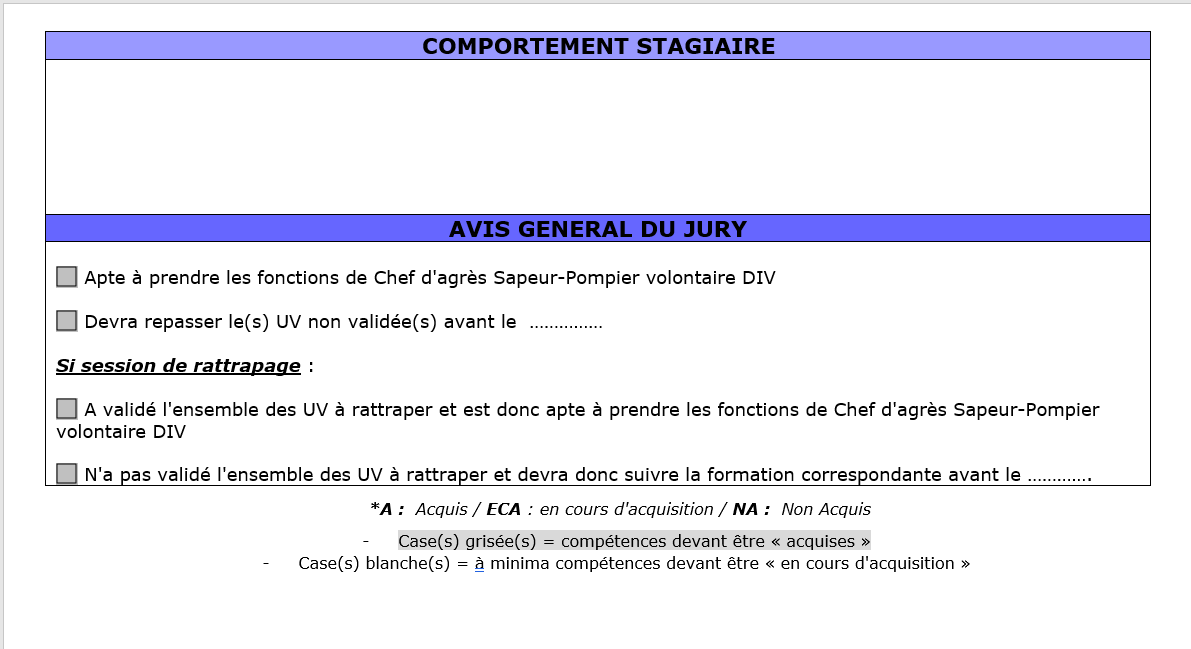 COMPORTEMENT STAGIAIRE
AVIS GENERAL DU JURY
Apte à prendre les fonctions de Chef d'agrès Sapeur-Pompier volontaire DIV
Devra repasser le(s) UV non validée(s) avant le ...............
Si session de rattrapage :
A validé l'ensemble des UV à rattraper et est donc apte à prendre les fonctions de Chef d'agrès Sapeur-Pompier
volontaire DIV
N'a pas validé l'ensemble des UV à rattraper et devra donc suivre la formation correspondante avant le .............
*A : Acquis / ECA : en cours d'acquisition / NA : Non Acquis
- Case(s) grisée(s) = compétences devant être « acquises »
- Case(s) blanche(s) = à minima compétences devant être « en cours d'acquisition »